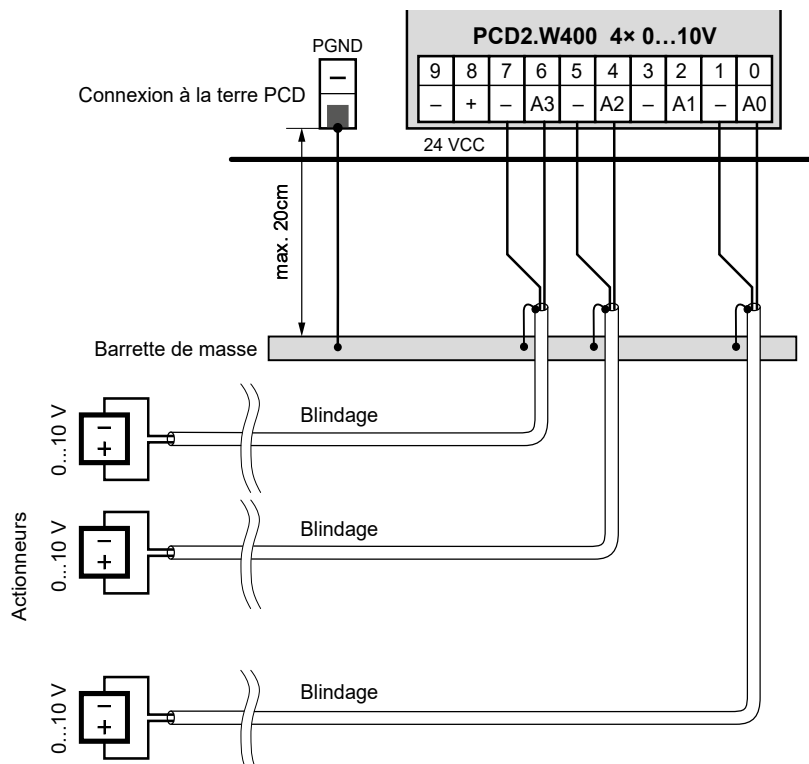 PCD2.W400 4× 0…10V
PGND
9 8 7 6 5 4 3 2 1 0
–
– + – A3 – A2 – A1 – A0
Connexion à la terre PCD
24 VCC
max. 20cm
Barrette de masse
0…10 V
–
+
Blindage
Actionneurs
0…10 V
–
+
Blindage
0…10 V
–
+
Blindage